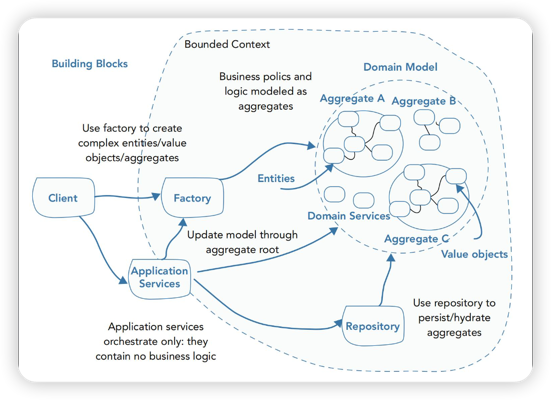 Bounded Context
Building Blocks
Domain Model
Business polics and
logic modeled as
aggregates
Aggregate A
Aggregate B
Use factory to create
complex entities/value
objects/aggregates
Entities
Client
Factory
Domain Services
Update model through
aggregate root
Aggregate C
Value objects
Application
Services
Use repository to
persist/hydrate
aggregates
Application services
orchestrate only: they
contain no business logic
Repository